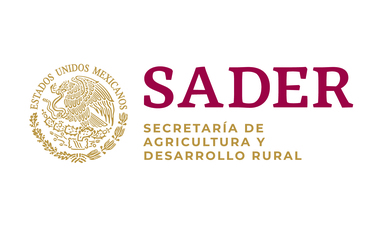 ESTADOS UNIDOS MEXICANOS
SADER
SECRETARÍA DE
AGRICULTURA Y
DESARROLLO RURAL